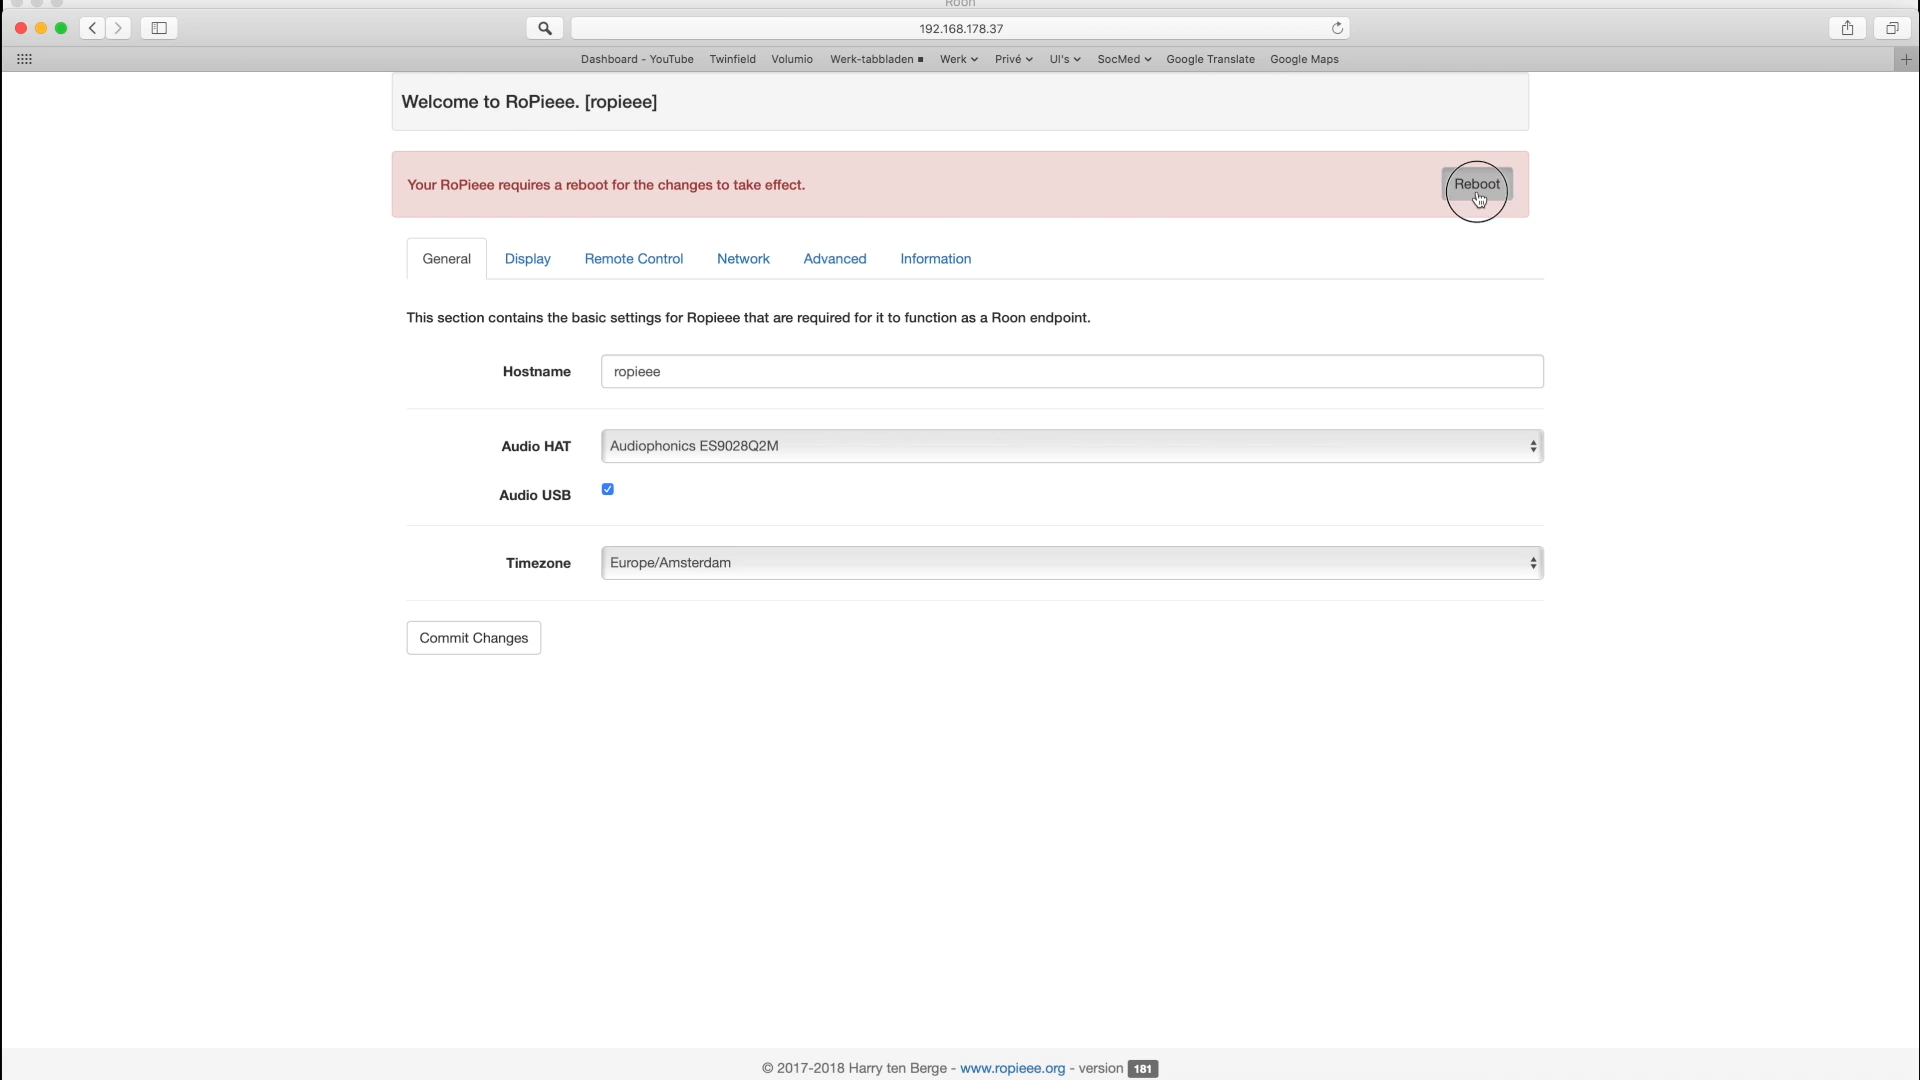 Roon
192.168.178.37
Dashboard - YouTube Twinfield Volumio Werk-tabbladen Werk Privé UI's SocMed Google Translate Google Maps
Welcome to RoPieee. [ropieee]
Your RoPieee requires a reboot for the changes to take effect.
Reboot
General Display Remote Control Network Advanced Information
This section contains the basic settings for Ropieee that are required for it to function as a Roon endpoint.
Hostname ropieee
Audio HAT Audiophonics ES9028Q2M
Audio USB
Timezone Europe/Amsterdam
Commit Changes
© 2017-2018 Harry ten Berge - www.ropieee.org - version 181